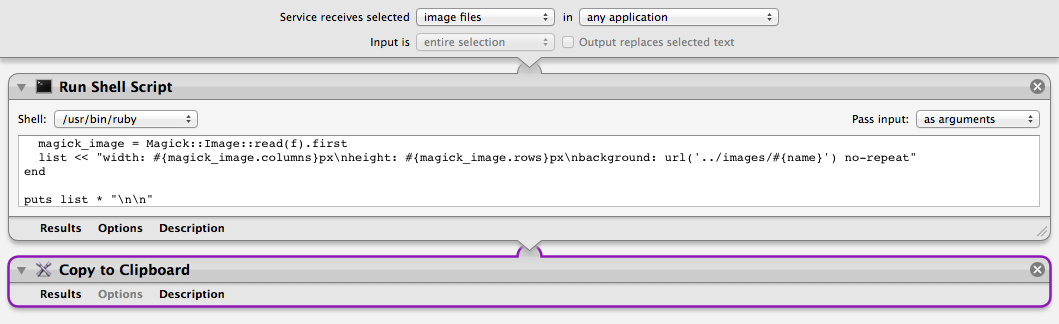 Service receives selected image files in any application
Input is entire selection Output replaces selected text
Run Shell Script
Shell: /usr/bin/ruby Pass input: as arguments
  magick_image = Magick::Image::read(f).first
  list << "width: #{magick_image.columns}px\nheight: #{magick_image.rows}px\nbackground: url('../images/#{name}') no-repeat"
end
puts list * "\n\n"
Results Options Description
Copy to Clipboard
Results Options Description